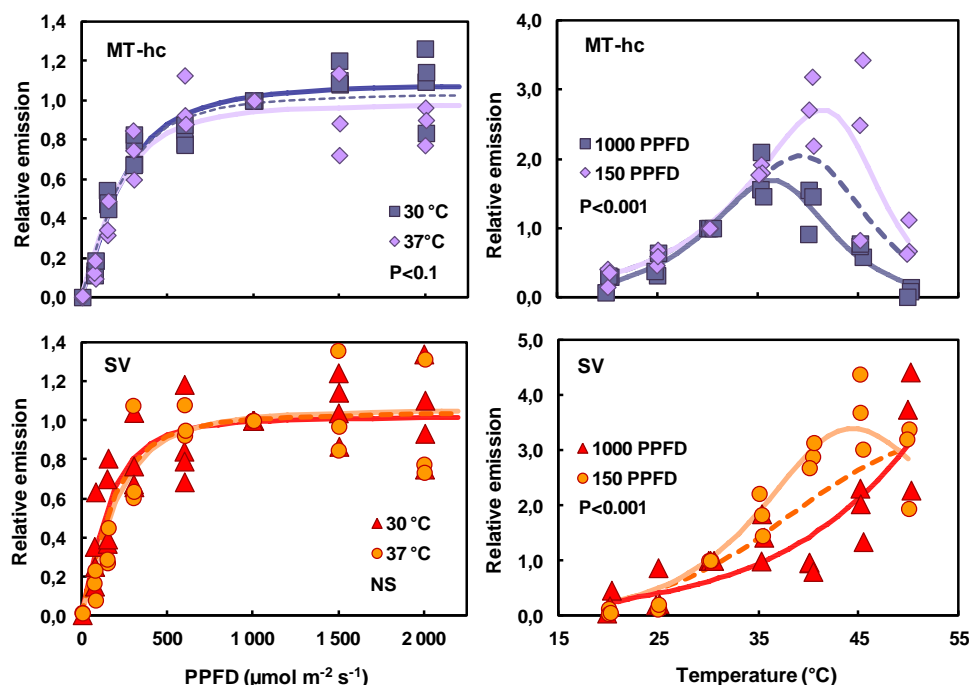 1,4
1,2
1,0
0,8
0,6
0,4
0,2
0,0
Relative emission
MT-hc
30 °C
37°C
P<0.1
4,0
3,0
2,0
1,0
0,0
Relative emission
MT-hc
1000 PPFD
150 PPFD
P<0.001
1,4
1,2
1,0
0,8
0,6
0,4
0,2
0,0
Relative emission
SV
30 °C
37 °C
NS
0
500
1 000
1 500
2 000
PPFD (µmol m⁻² s⁻¹)
5,0
4,0
3,0
2,0
1,0
0,0
Relative emission
SV
1000 PPFD
150 PPFD
P<0.001
15
25
35
45
55
Temperature (°C)